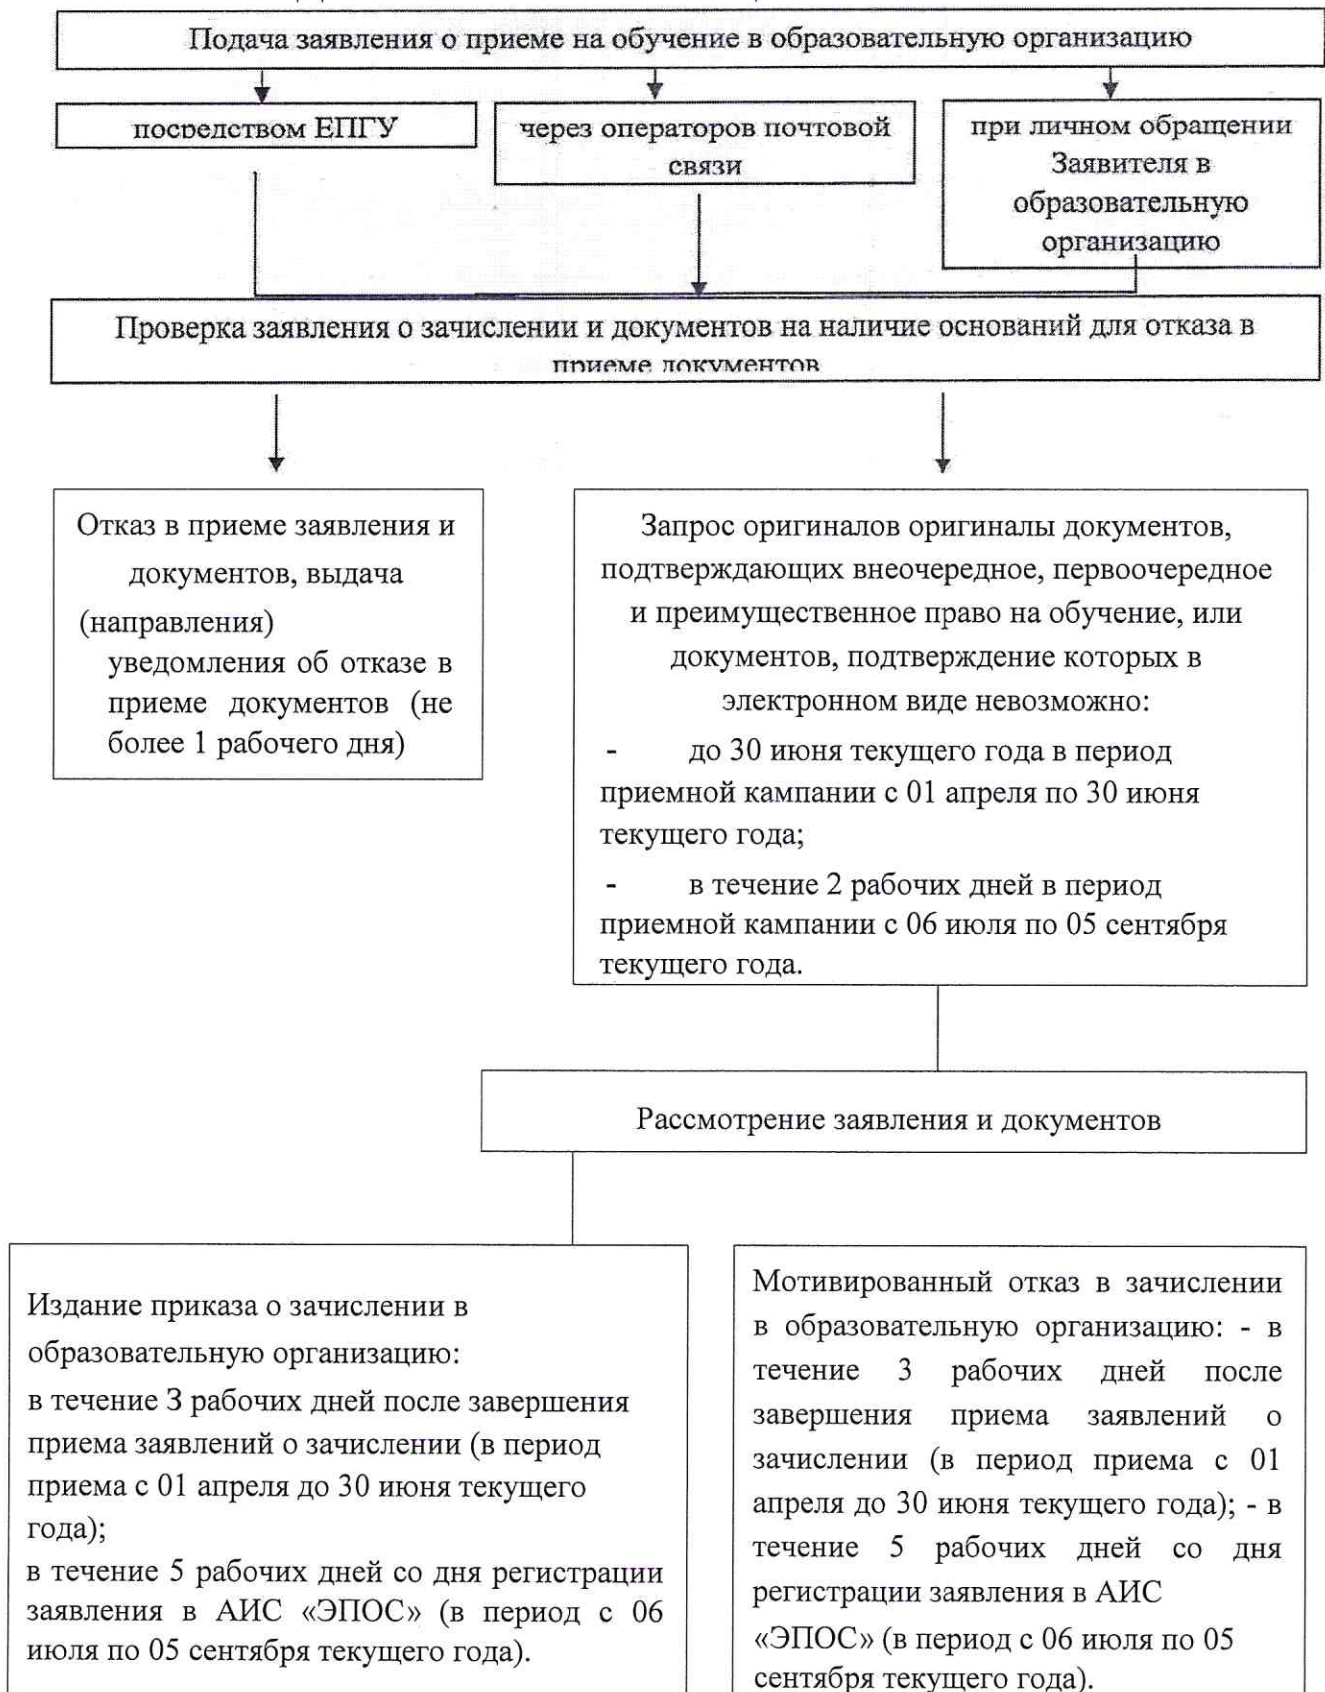 Подача заявления о приеме на обучение в образовательную организацию
посредством ЕПГУ
через операторов почтовой
связи
при личном обращении
Заявителя в
образовательную
организацию
Проверка заявления о зачислении и документов на наличие оснований для отказа в
приеме документов
Отказ в приеме заявления и
документов, выдача
(направления)
уведомления об отказе в
приеме документов (не
более 1 рабочего дня)
Запрос оригиналов оригиналы документов,
подтверждающих внеочередное, первоочередное
и преимущественное право на обучение, или
документов, подтверждение которых в
электронном виде невозможно:
- до 30 июня текущего года в период
приемной кампании с 01 апреля по 30 июня
текущего года;
- в течение 2 рабочих дней в период
приемной кампании с 06 июля по 05 сентября
текущего года.
Рассмотрение заявления и документов
Издание приказа о зачислении в
образовательную организацию:
в течение 3 рабочих дней после завершения
приема заявлений о зачислении (в период
приема с 01 апреля до 30 июня текущего
года);
в течение 5 рабочих дней со дня регистрации
заявления в АИС «ЭПОС» (в период с 06
июля по 05 сентября текущего года).
Мотивированный отказ в зачислении
в образовательную организацию: - в
течение 3 рабочих дней после
завершения приема заявлений о
зачислении (в период приема с 01
апреля до 30 июня текущего года); - в
течение 5 рабочих дней со дня
регистрации заявления в АИС
«ЭПОС» (в период с 06 июля по 05
сентября текущего года).